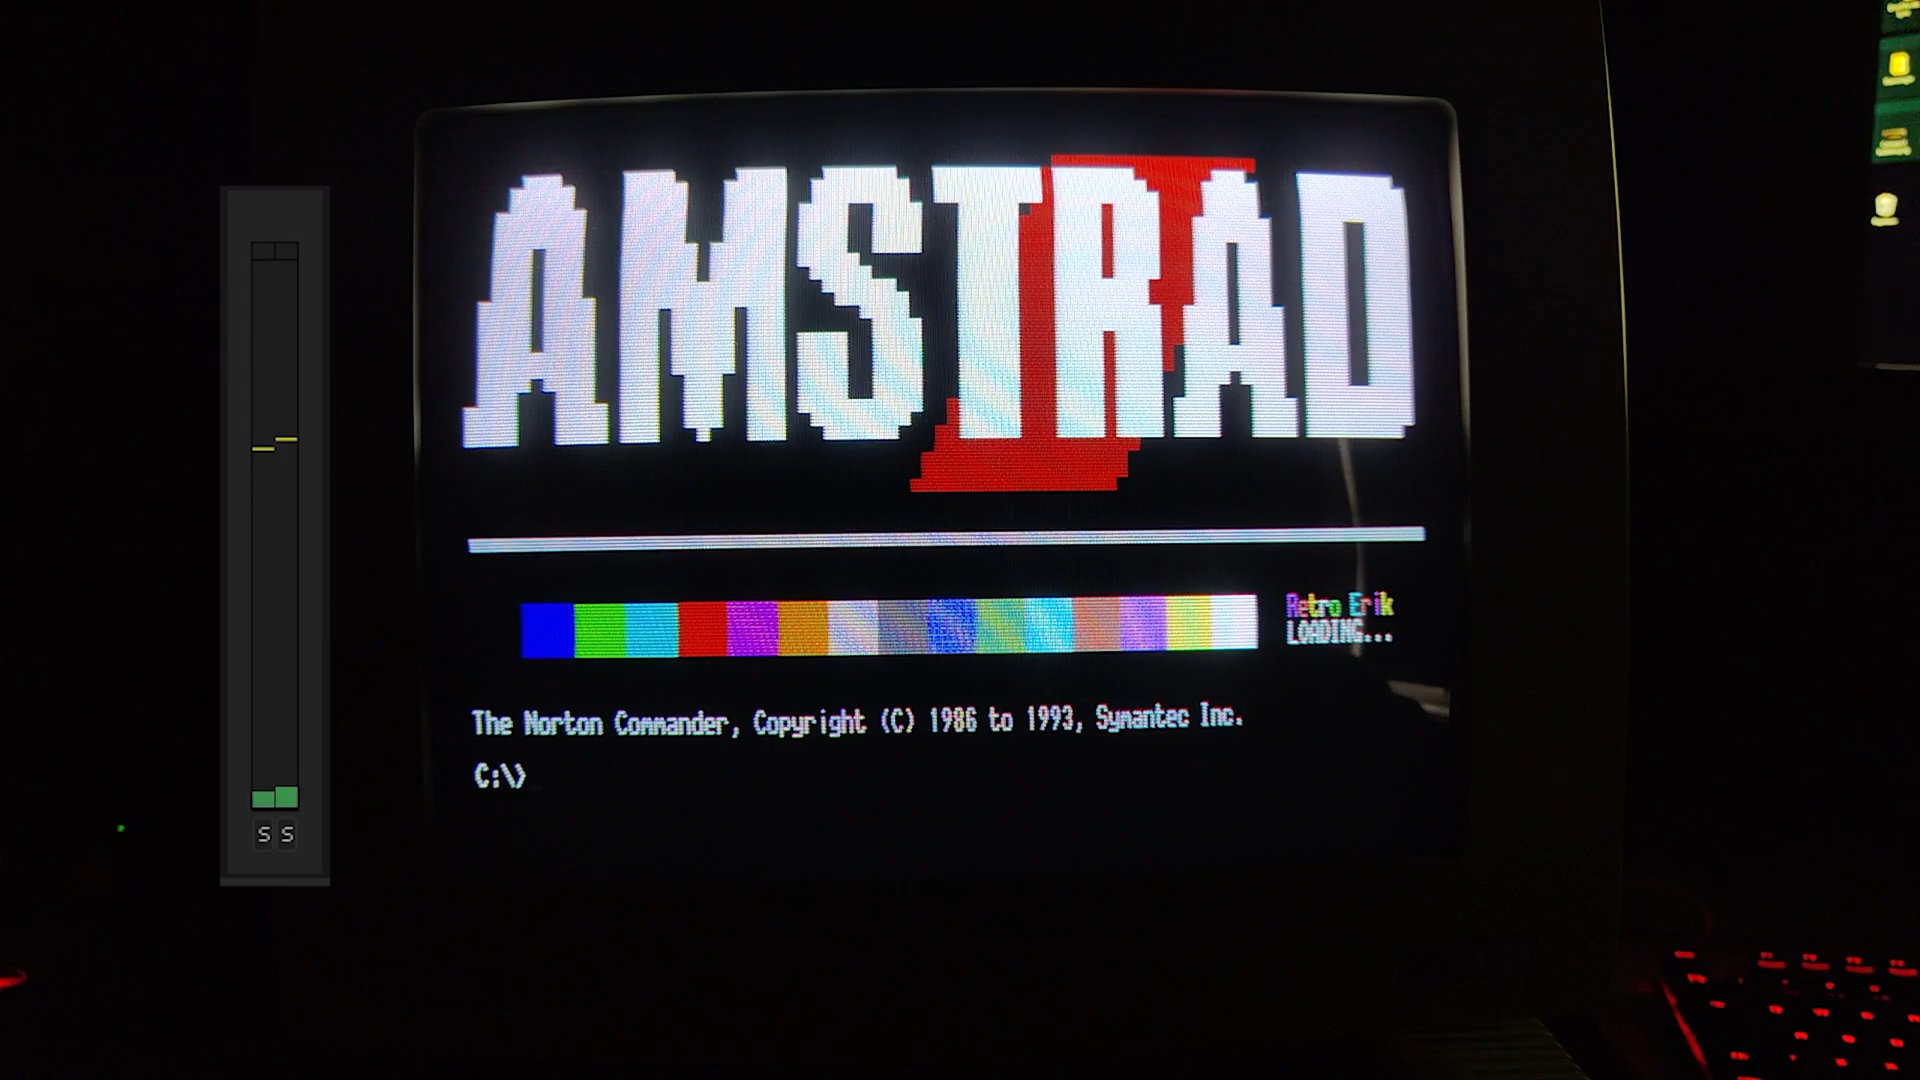 AMSTRAD
Retro Erik
LOADING...
The Norton Commander, Copyright (C) 1986 to 1993, Symantec Inc.
C:\>
S S